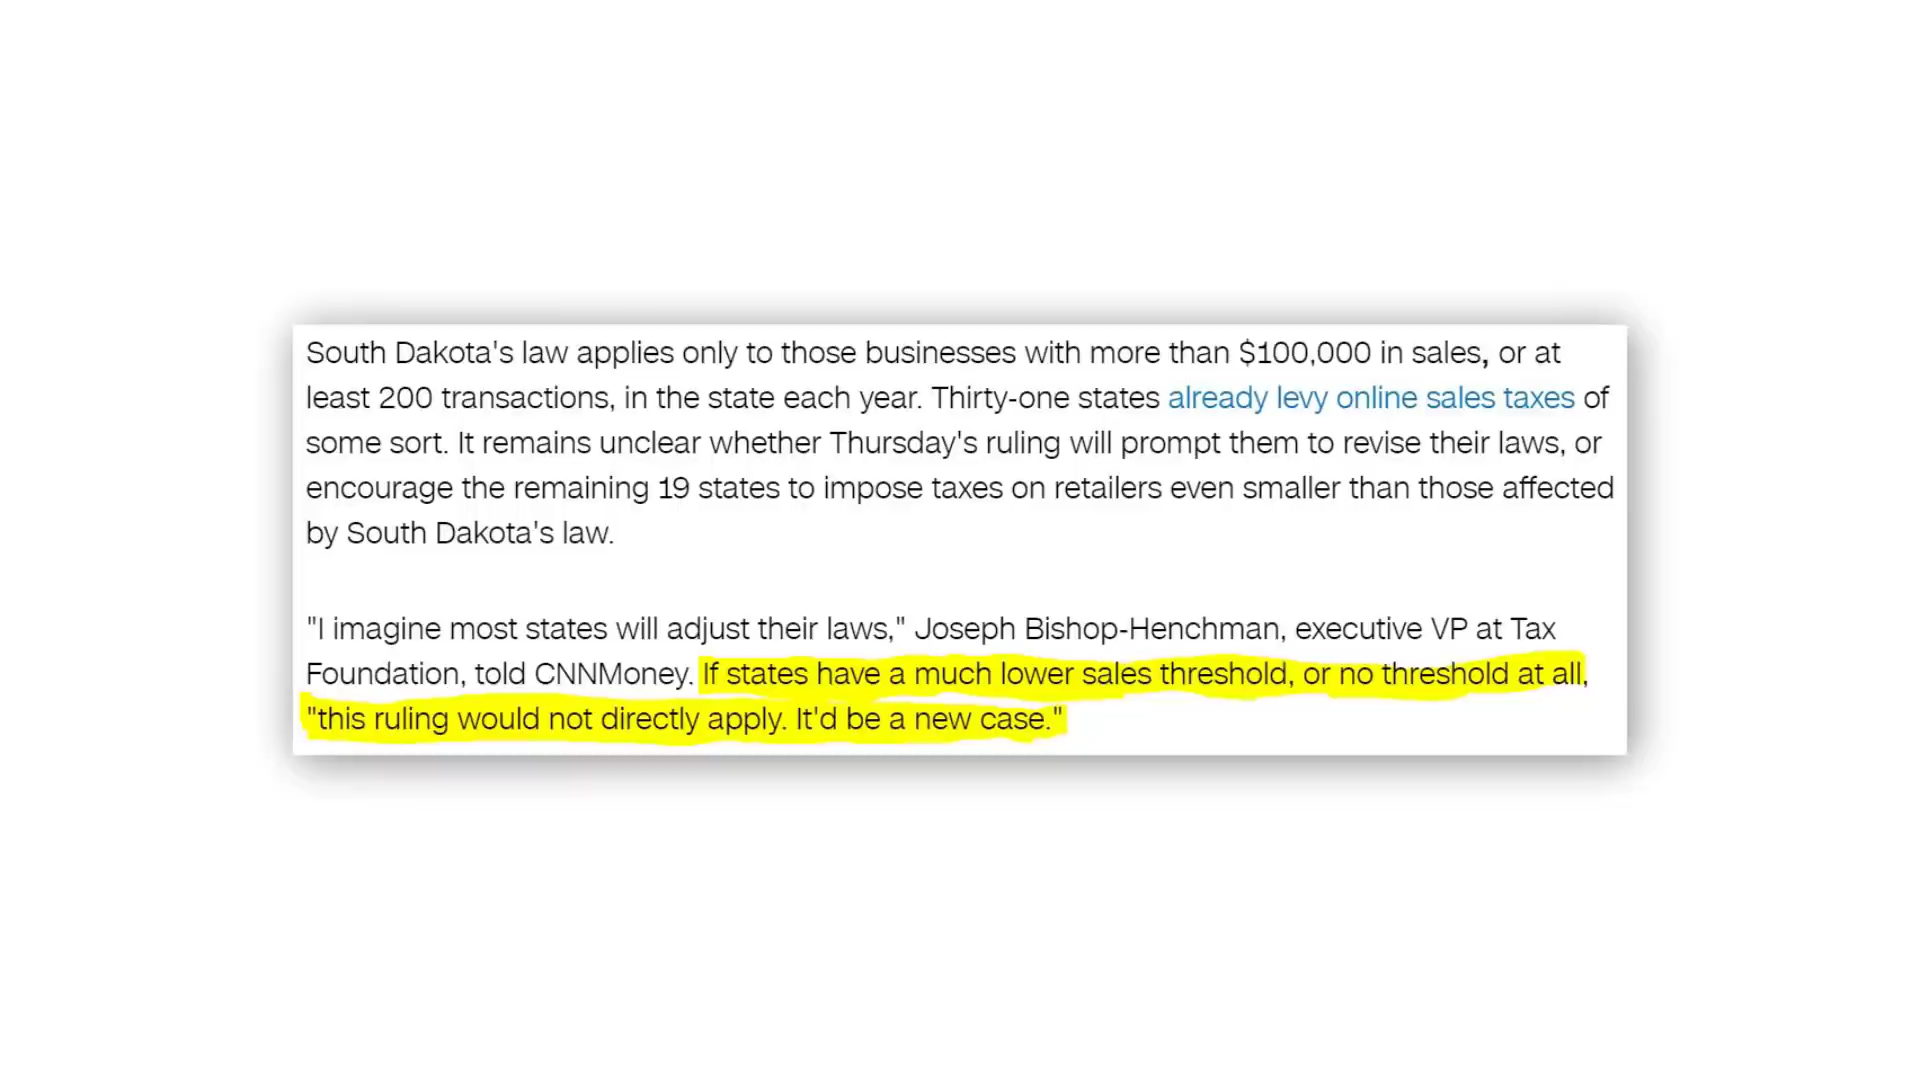 South Dakota's law applies only to those businesses with more than $100,000 in sales, or at
least 200 transactions, in the state each year. Thirty-one states already levy online sales taxes of
some sort. It remains unclear whether Thursday's ruling will prompt them to revise their laws, or
encourage the remaining 19 states to impose taxes on retailers even smaller than those affected
by South Dakota's law.
"I imagine most states will adjust their laws," Joseph Bishop-Henchman, executive VP at Tax
Foundation, told CNNMoney. If states have a much lower sales threshold, or no threshold at all,
"this ruling would not directly apply. It'd be a new case."